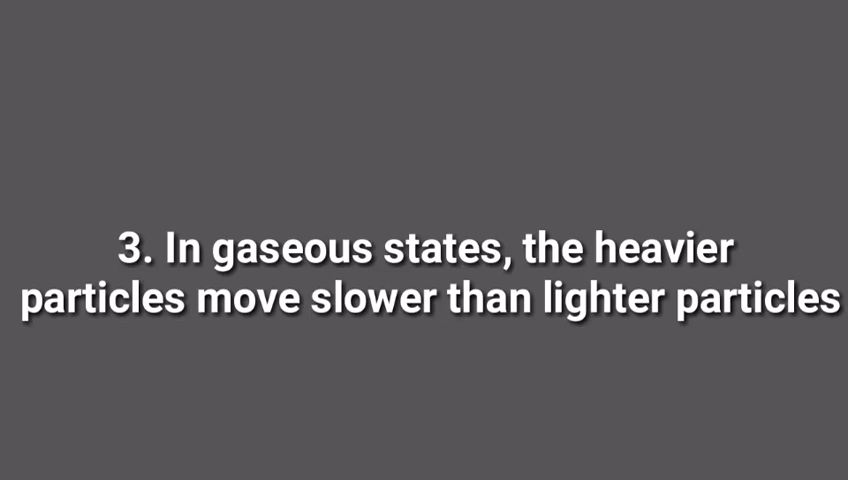 3. In gaseous states, the heavier
particles move slower than lighter particles